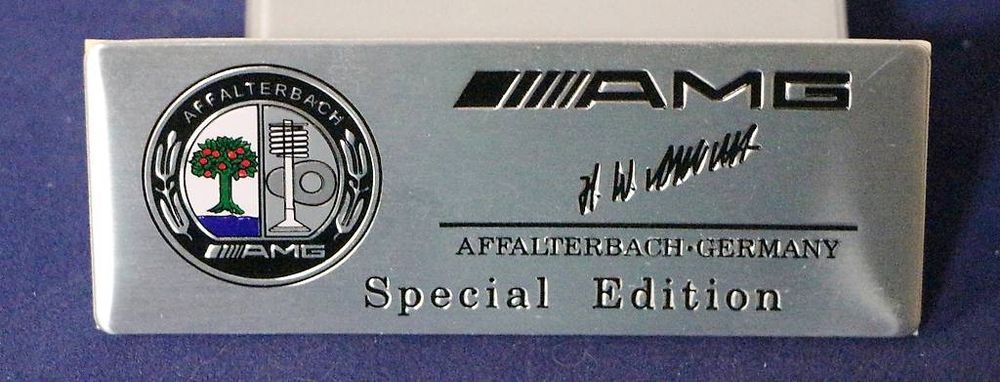 AFFALTERBACH
AMG
AMG
H. W.
AFFALTERBACH·GERMANY
Special Edition